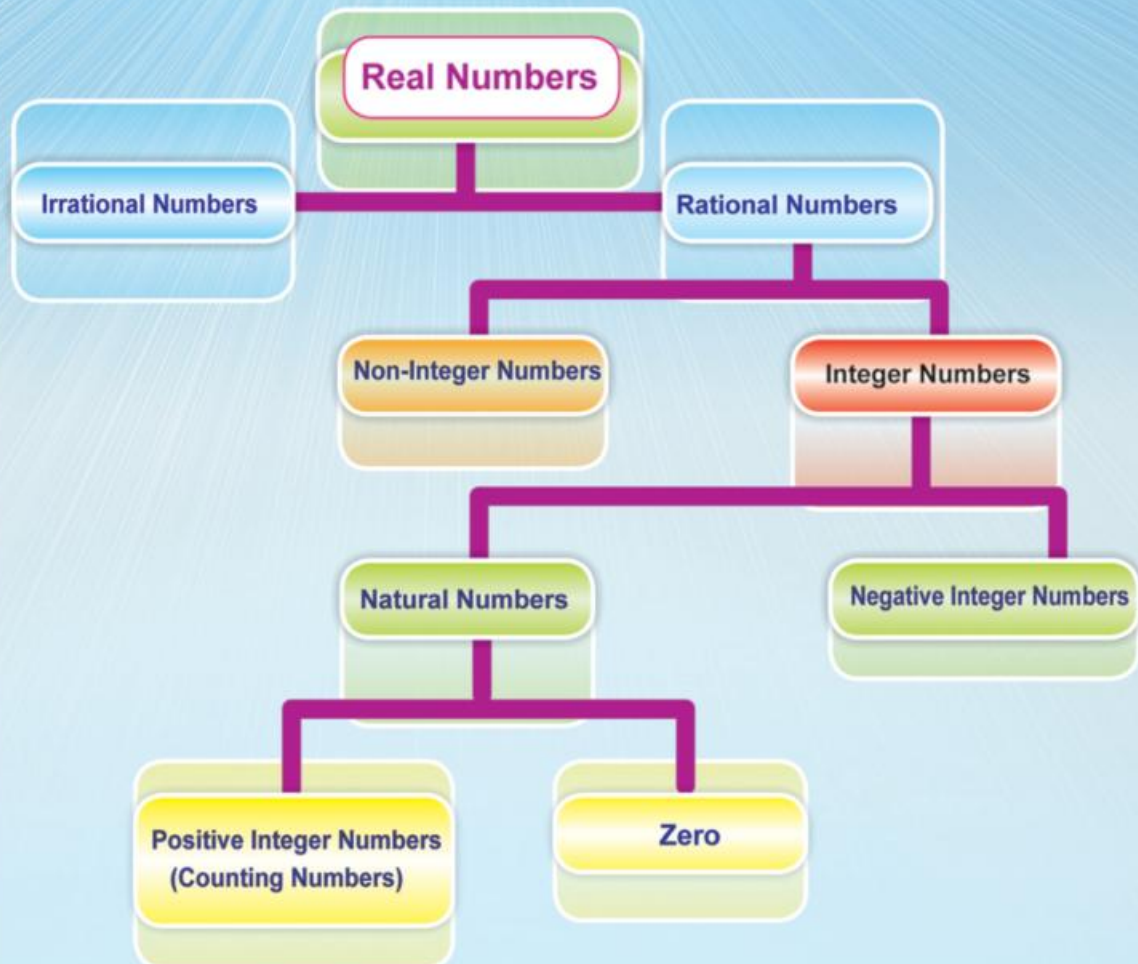 Real Numbers
Irrational Numbers
Rational Numbers
Non-Integer Numbers
Integer Numbers
Natural Numbers
Negative Integer Numbers
Positive Integer Numbers
(Counting Numbers)
Zero